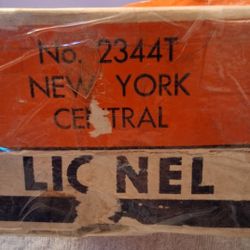 No. 2344T
NEW YORK
CENTRAL
LIONEL